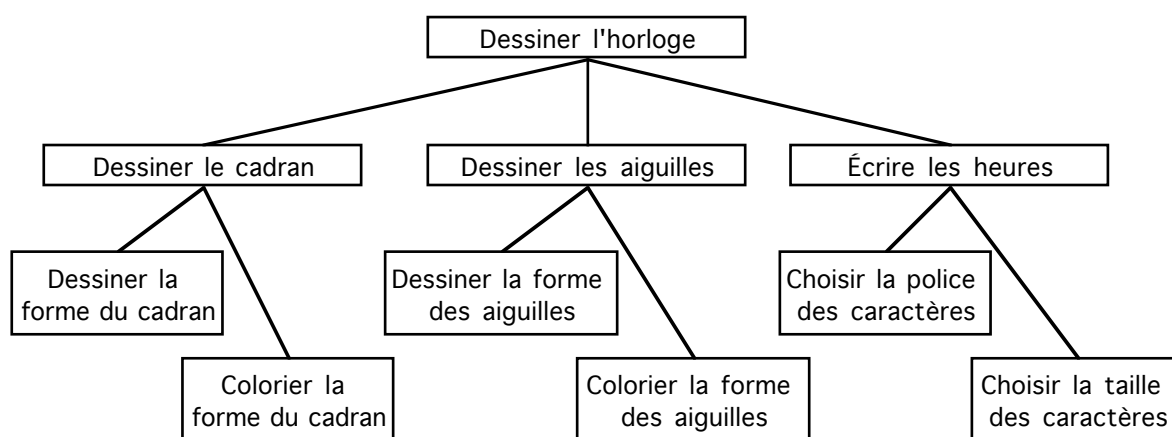 Dessiner l'horloge
Dessiner le cadran
Dessiner les aiguilles
Écrire les heures
Dessiner la
forme du cadran
Dessiner la forme
des aiguilles
Choisir la police
des caractères
Colorier la
forme du cadran
Colorier la forme
des aiguilles
Choisir la taille
des caractères